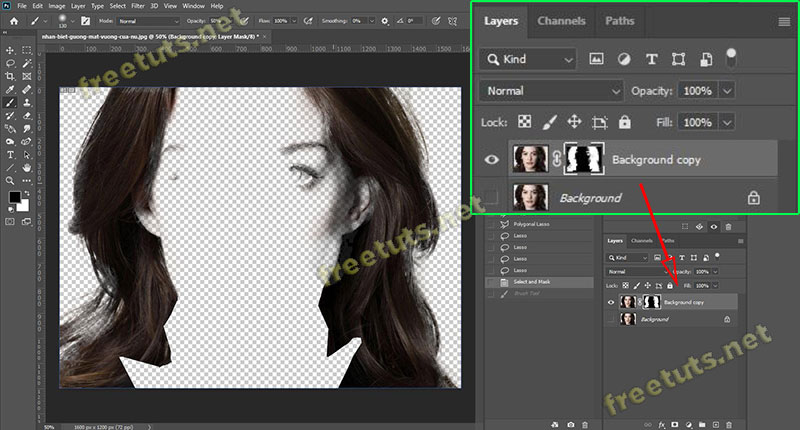 Ps File Edit Image Layer Type Select Filter 3D View Window Help
130 Mode: Normal Opacity: 50% Flow: 100% Smoothing: 0% 0°
nhan-biet-guong-mat-vuong-cua-nu.jpg @ 50% (Background copy, Layer Mask/8) *
freetuts.net
Layers Channels Paths
Kind
Normal Opacity: 100%
Lock: Fill: 100%
Background copy
Background
freetuts.net
Polygonal Lasso
Lasso
Lasso
Lasso
Lasso
Select and Mask
Brush Tool
Layers Channels Paths
Kind
Normal Opacity: 100%
Lock: Fill: 100%
Background copy
Background
freetuts.net
50% 1600 px x 1200 px (72 ppi)